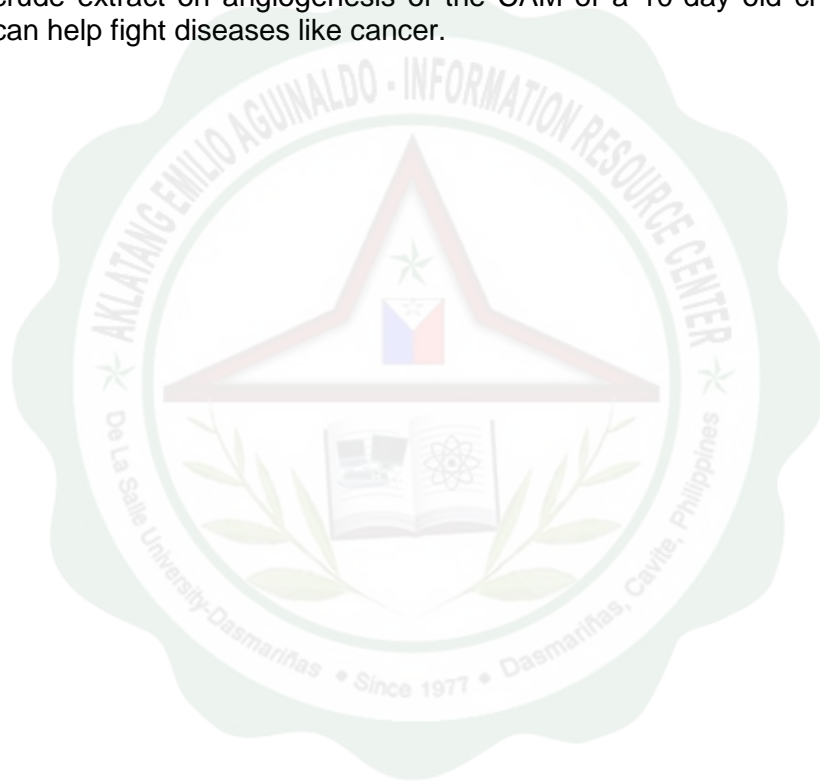 crude extract on angiogenesis of the CAM of a 10-day old
can help fight diseases like cancer.
★ AKLATANG EMILIO AGUINALDO - INFORMATION RESOURCE CENTER ★
De La Salle University-Dasmariñas • Since 1977 • Dasmariñas, Cavite, Philippines